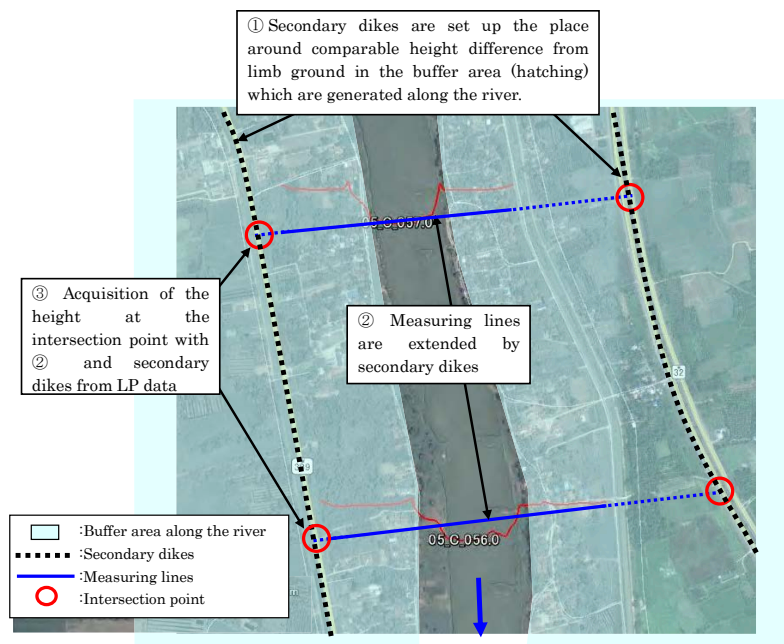 ① Secondary dikes are set up the place
around comparable height difference from
limb ground in the buffer area (hatching)
which are generated along the river.
05_C_057.0
③ Acquisition of the
height at the
intersection point with
② and secondary
dikes from LP data
② Measuring lines
are extended by
secondary dikes
32
05_C_056.0
:Buffer area along the river
:Secondary dikes
:Measuring lines
:Intersection point